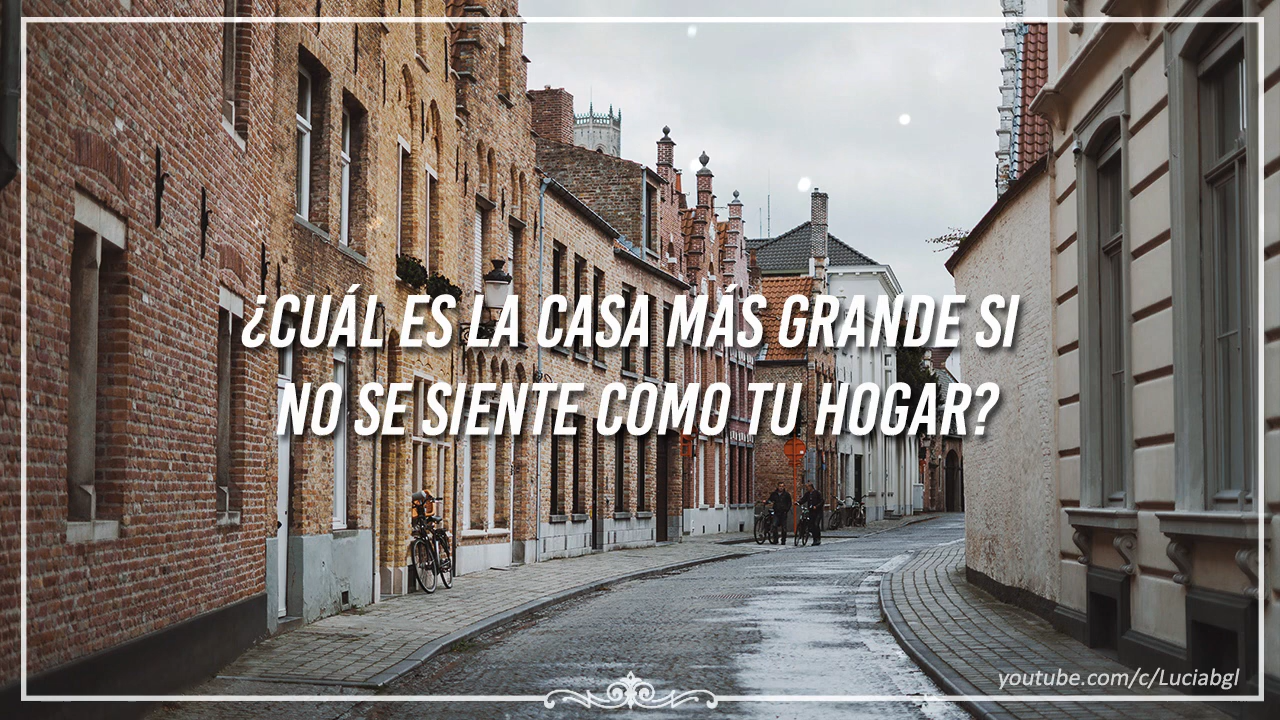 ¿CUÁL ES LA CASA MÁS GRANDE SI
NO SE SIENTE COMO TU HOGAR?
youtube.com/c/Luciabgl